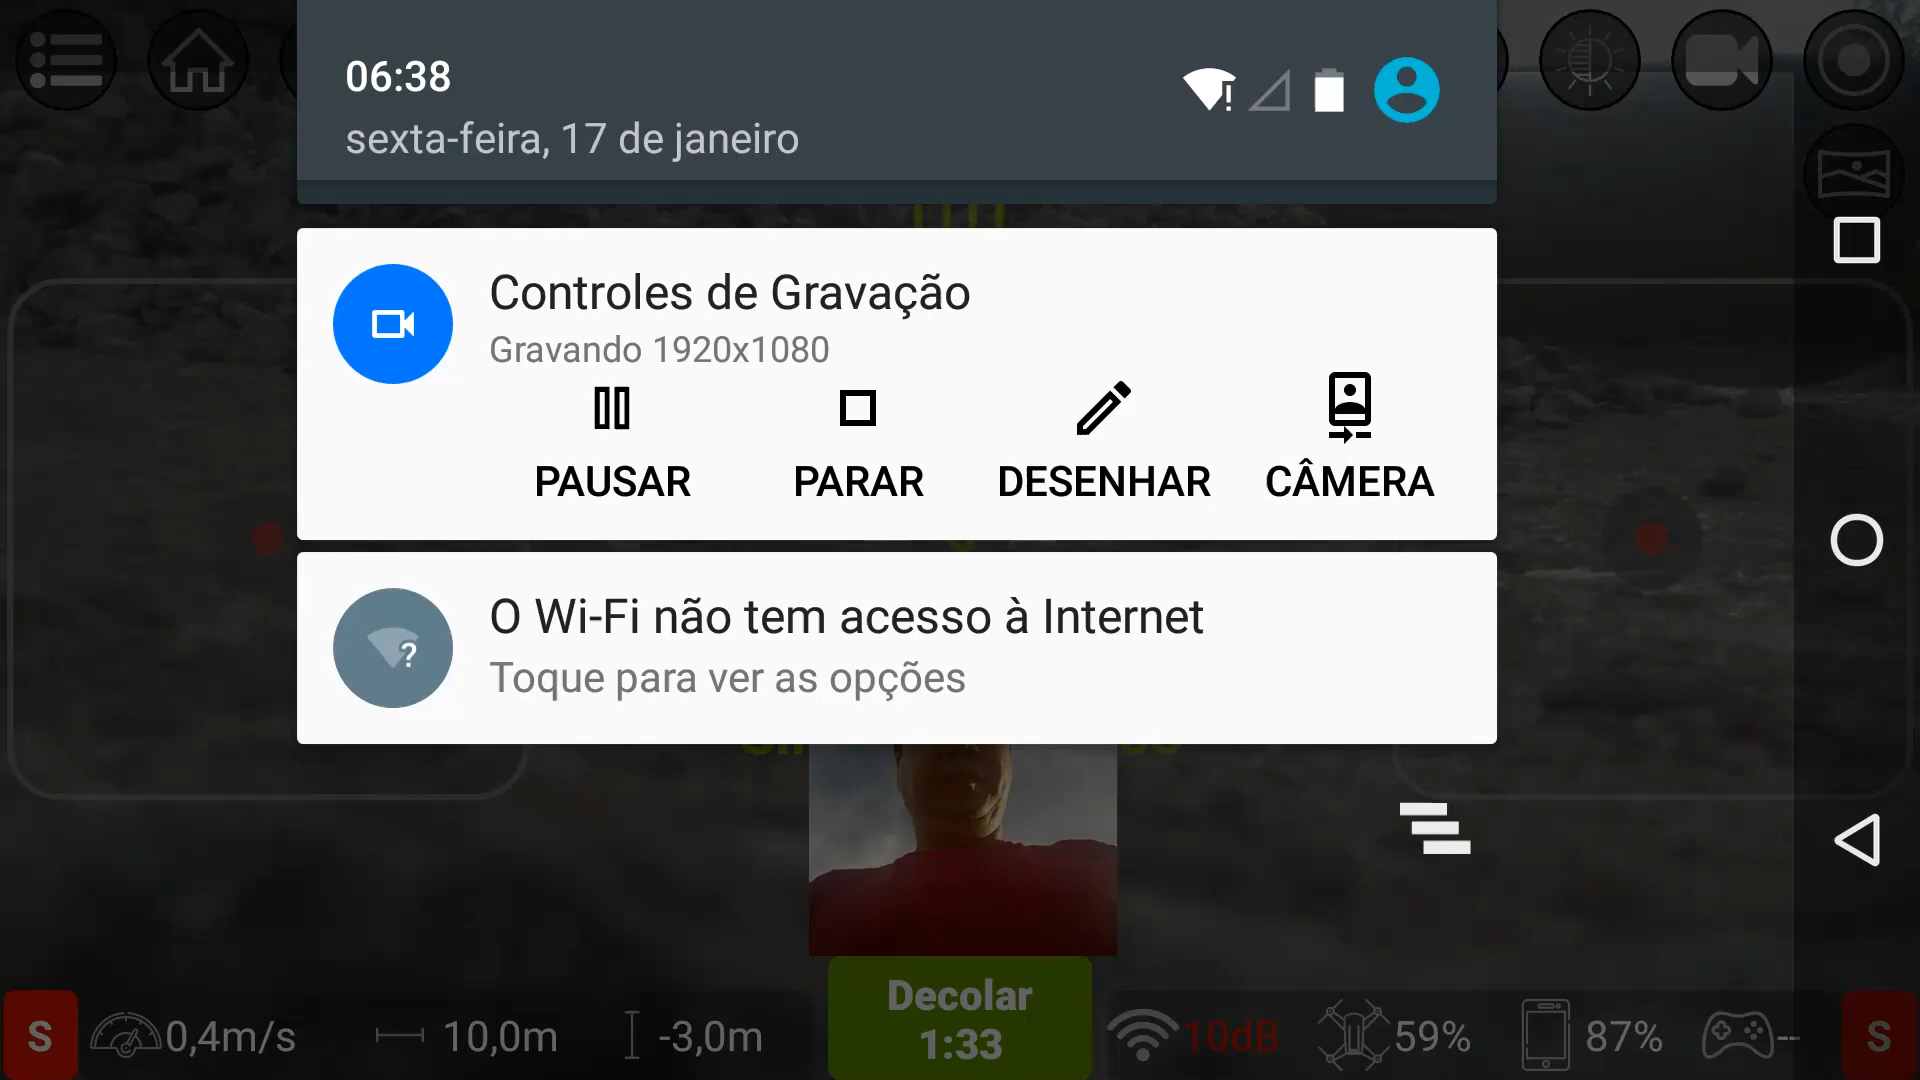 06:38
sexta-feira, 17 de janeiro
Controles de Gravação
Gravando 1920x1080
PAUSAR PARAR DESENHAR CÂMERA
O Wi-Fi não tem acesso à Internet
Toque para ver as opções
Decolar
1:33
S 0,4m/s 10,0m -3,0m 10dB 59% 87% -- S